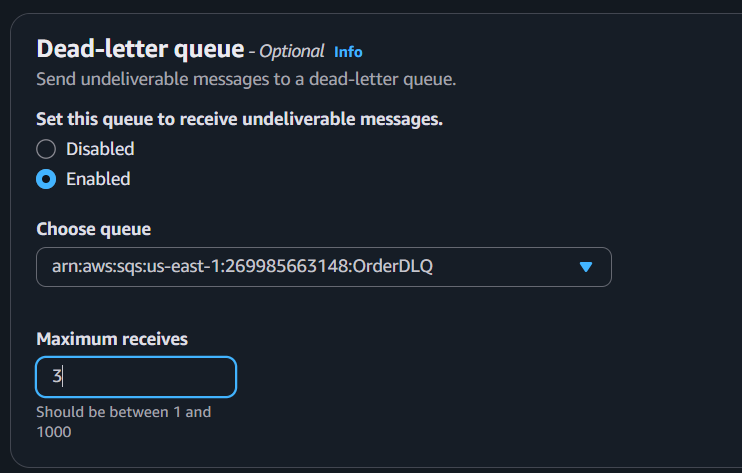 Dead-letter queue - Optional Info
Send undeliverable messages to a dead-letter queue.
Set this queue to receive undeliverable messages.
Disabled
Enabled
Choose queue
arn:aws:sqs:us-east-1:269985663148:OrderDLQ
Maximum receives
3
Should be between 1 and
1000